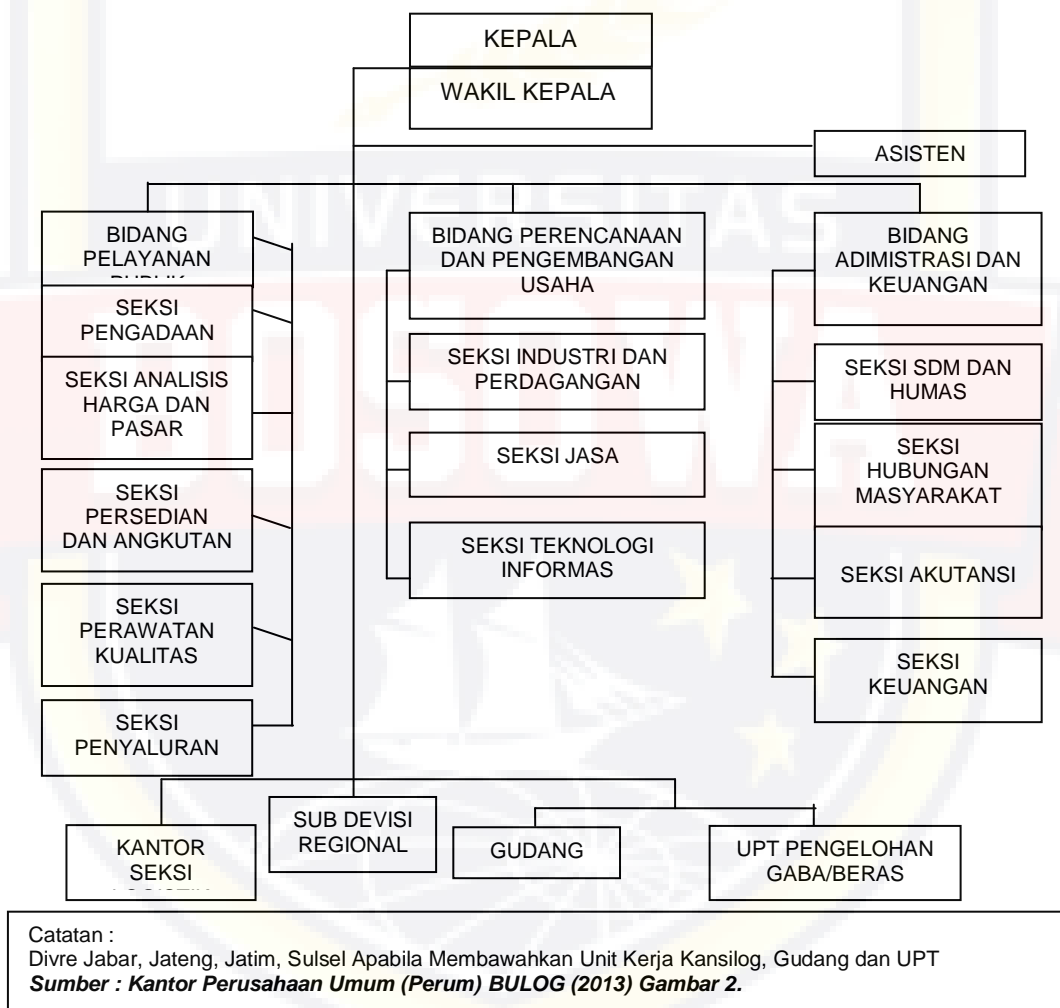 KEPALA
WAKIL KEPALA
ASISTEN
UNIVERSITAS
BOSOWA
BIDANG
PELAYANAN
PUBLIK
SEKSI
PENGADAAN
SEKSI ANALISIS
HARGA DAN
PASAR
SEKSI
PERSEDIAN
DAN ANGKUTAN
SEKSI
PERAWATAN
KUALITAS
SEKSI
PENYALURAN
BIDANG PERENCANAAN
DAN PENGEMBANGAN
USAHA
SEKSI INDUSTRI DAN
PERDAGANGAN
SEKSI JASA
SEKSI TEKNOLOGI
INFORMAS
BIDANG
ADIMISTRASI DAN
KEUANGAN
SEKSI SDM DAN
HUMAS
SEKSI
HUBUNGAN
MASYARAKAT
SEKSI AKUTANSI
SEKSI
KEUANGAN
KANTOR
SEKSI
LOGISTIK
SUB DEVISI
REGIONAL
GUDANG
UPT PENGELOHAN
GABA/BERAS
Catatan :
Divre Jabar, Jateng, Jatim, Sulsel Apabila Membawahkan Unit Kerja Kansilog, Gudang dan UPT
Sumber : Kantor Perusahaan Umum (Perum) BULOG (2013) Gambar 2.